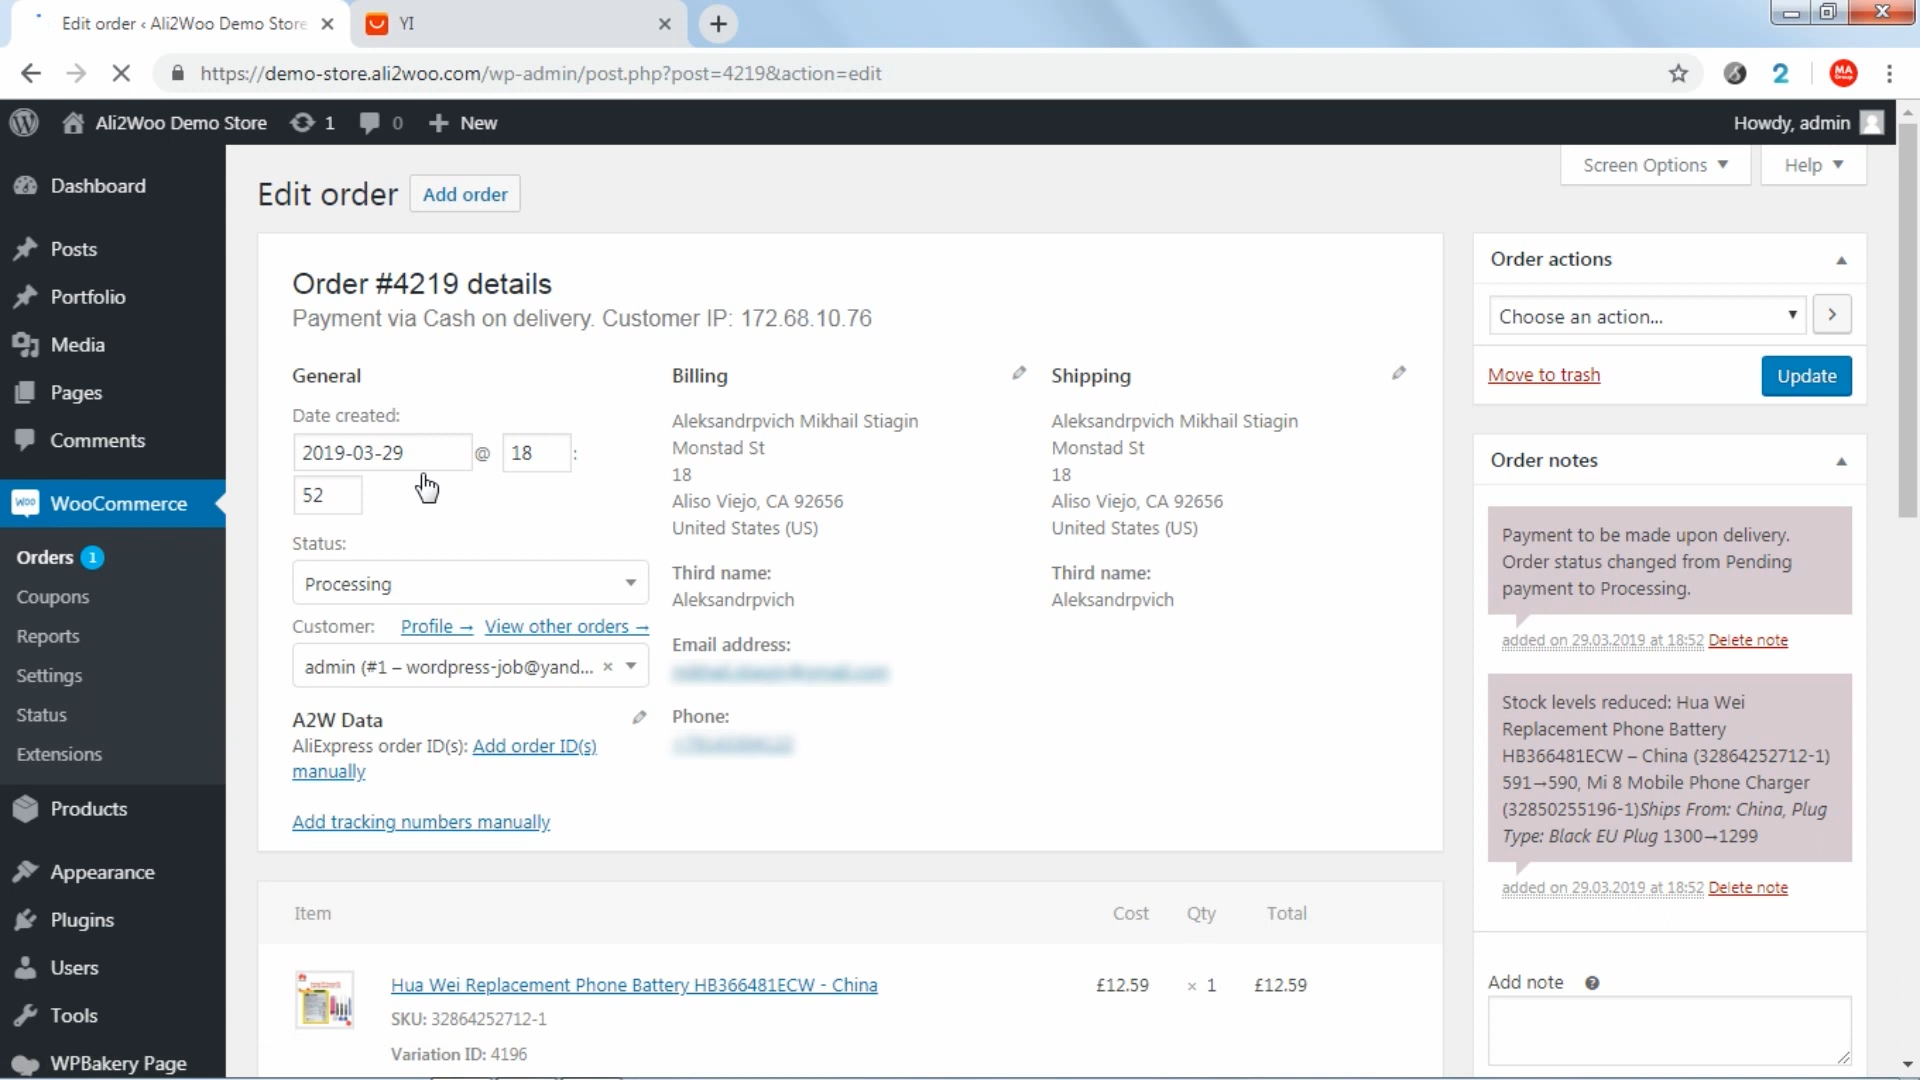 Edit order ‹ Ali2Woo Demo Store
YI
https://demo-store.ali2woo.com/wp-admin/post.php?post=4219&action=edit
2
MA
Group
Ali2Woo Demo Store
1
0
New
Howdy, admin
Screen Options
Help
Dashboard
Posts
Portfolio
Media
Pages
Comments
WooCommerce
Orders 1
Coupons
Reports
Settings
Status
Extensions
Products
Appearance
Plugins
Users
Tools
WPBakery Page
Edit order
Add order
Order #4219 details
Payment via Cash on delivery. Customer IP: 172.68.10.76
General
Date created:
2019-03-29 @ 18 :
52
Status:
Processing
Customer: Profile → View other orders →
admin (#1 – wordpress-job@yand... ×
A2W Data
AliExpress order ID(s): Add order ID(s)
manually
Add tracking numbers manually
Billing
Aleksandrpvich Mikhail Stiagin
Monstad St
18
Aliso Viejo, CA 92656
United States (US)
Third name:
Aleksandrpvich
Email address:
Phone:
Shipping
Aleksandrpvich Mikhail Stiagin
Monstad St
18
Aliso Viejo, CA 92656
United States (US)
Third name:
Aleksandrpvich
Item Cost Qty Total
Hua Wei Replacement Phone Battery HB366481ECW - China £12.59 × 1 £12.59
SKU: 32864252712-1
Variation ID: 4196
Order actions
Choose an action...
Move to trash
Update
Order notes
Payment to be made upon delivery.
Order status changed from Pending
payment to Processing.
added on 29.03.2019 at 18:52 Delete note
Stock levels reduced: Hua Wei
Replacement Phone Battery
HB366481ECW – China (32864252712-1)
591→590, Mi 8 Mobile Phone Charger
(32850255196-1)Ships From: China, Plug
Type: Black EU Plug 1300→1299
added on 29.03.2019 at 18:52 Delete note
Add note